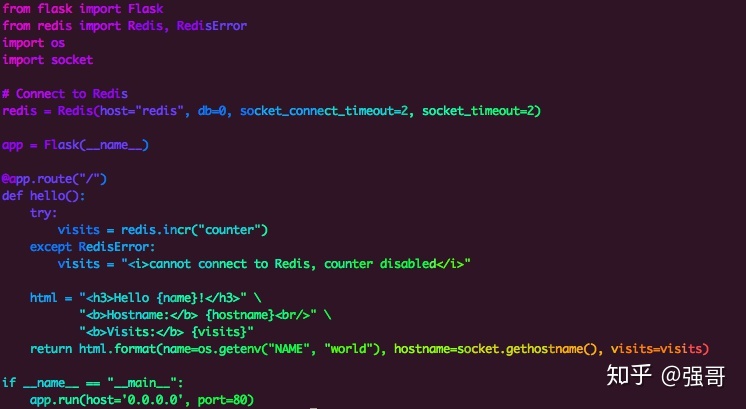 from flask import Flask
from redis import Redis, RedisError
import os
import socket

# Connect to Redis
redis = Redis(host="redis", db=0, socket_connect_timeout=2, socket_timeout=2)

app = Flask(__name__)

@app.route("/")
def hello():
    try:
        visits = redis.incr("counter")
    except RedisError:
        visits = "<i>cannot connect to Redis, counter disabled</i>"

    html = "<h3>Hello {name}!</h3>" \
           "<b>Hostname:</b> {hostname}<br/>" \
           "<b>Visits:</b> {visits}"
    return html.format(name=os.getenv("NAME", "world"), hostname=socket.gethostname(), visits=visits)

if __name__ == "__main__":
    app.run(host='0.0.0.0', port=80)
知乎 @强哥